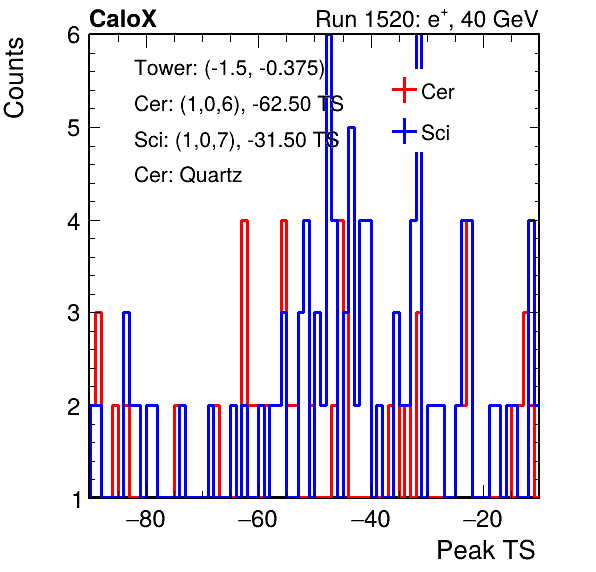 CaloX Run 1520: e⁺, 40 GeV
Counts
6
5
4
3
2
1
Tower: (-1.5, -0.375)
Cer: (1,0,6), -62.50 TS
Sci: (1,0,7), -31.50 TS
Cer: Quartz
Cer
Sci
−80 −60 −40 −20
Peak TS